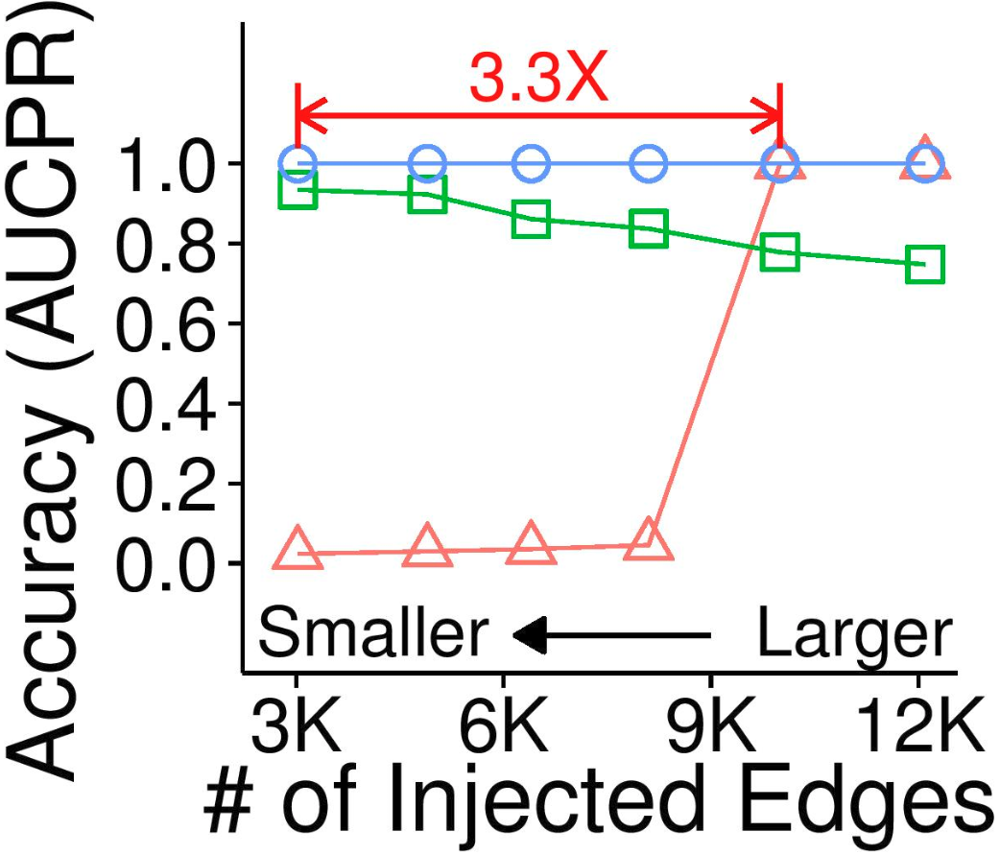 Accuracy (AUCPR)
3.3X
1.0
0.8
0.6
0.4
0.2
0.0
Smaller Larger
3K 6K 9K 12K
# of Injected Edges